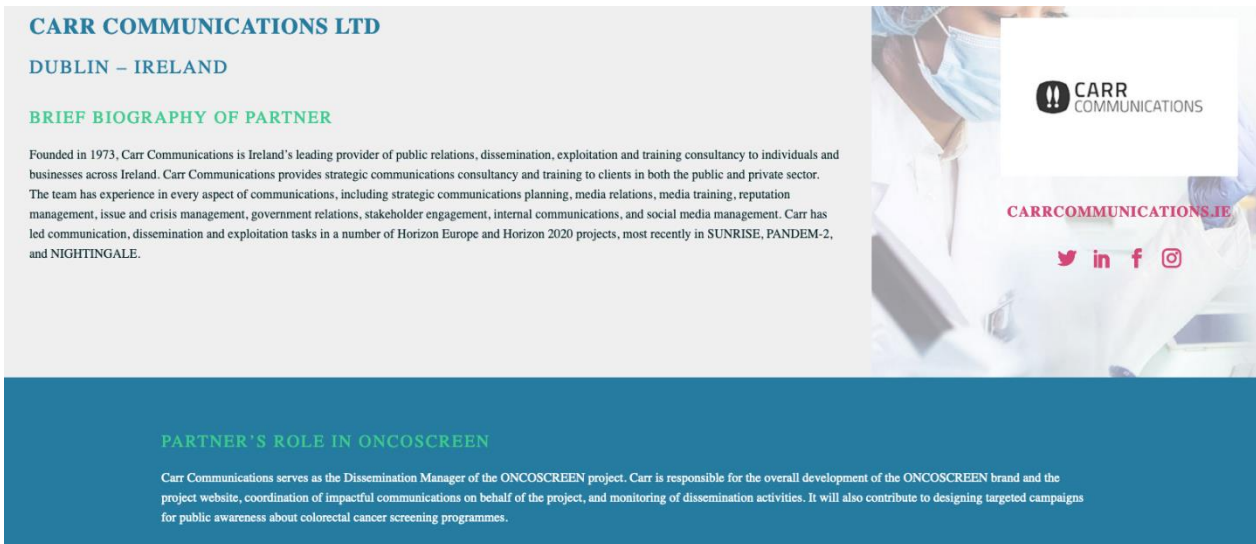 CARR COMMUNICATIONS LTD
DUBLIN – IRELAND
BRIEF BIOGRAPHY OF PARTNER
Founded in 1973, Carr Communications is Ireland's leading provider of public relations, dissemination, exploitation and training consultancy to individuals and
businesses across Ireland. Carr Communications provides strategic communications consultancy and training to clients in both the public and private sector.
The team has experience in every aspect of communications, including strategic communications planning, media relations, media training, reputation
management, issue and crisis management, government relations, stakeholder engagement, internal communications, and social media management. Carr has
led communication, dissemination and exploitation tasks in a number of Horizon Europe and Horizon 2020 projects, most recently in SUNRISE, PANDEM-2,
and NIGHTINGALE.
CARR
COMMUNICATIONS
CARRCOMMUNICATIONS.IE
PARTNER'S ROLE IN ONCOSCREEN
Carr Communications serves as the Dissemination Manager of the ONCOSCREEN project. Carr is responsible for the overall development of the ONCOSCREEN brand and the
project website, coordination of impactful communications on behalf of the project, and monitoring of dissemination activities. It will also contribute to designing targeted campaigns
for public awareness about colorectal cancer screening programmes.